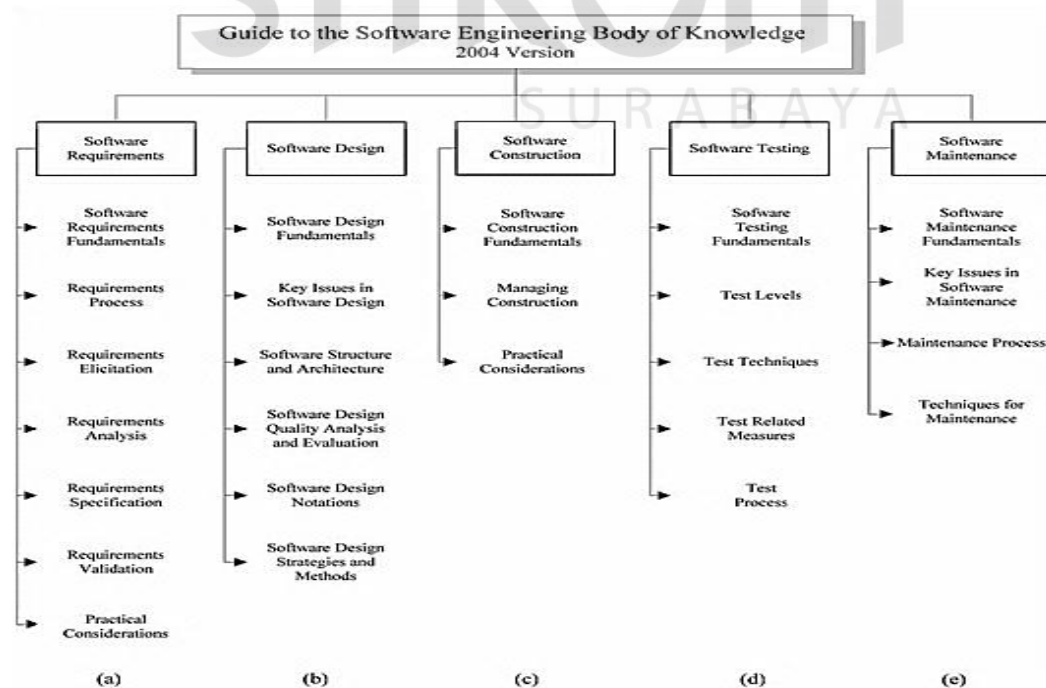 Guide to the Software Engineering Body of Knowledge
2004 Version
SURABAYA
Software
Requirements
Software
Requirements
Fundamentals
Requirements
Process
Requirements
Elicitation
Requirements
Analysis
Requirements
Specification
Requirements
Validation
Practical
Considerations
(a)
Software Design
Software Design
Fundamentals
Key Issues in
Software Design
Software Structure
and Architecture
Software Design
Quality Analysis
and Evaluation
Software Design
Notations
Software Design
Strategies and
Methods
(b)
Software
Construction
Software
Construction
Fundamentals
Managing
Construction
Practical
Considerations
(c)
Software Testing
Sofware
Testing
Fundamentals
Test Levels
Test Techniques
Test Related
Measures
Test
Process
(d)
Software
Maintenance
Software
Maintenance
Fundamentals
Key Issues in
Software
Maintenance
Maintenance Process
Techniques for
Maintenance
(e)